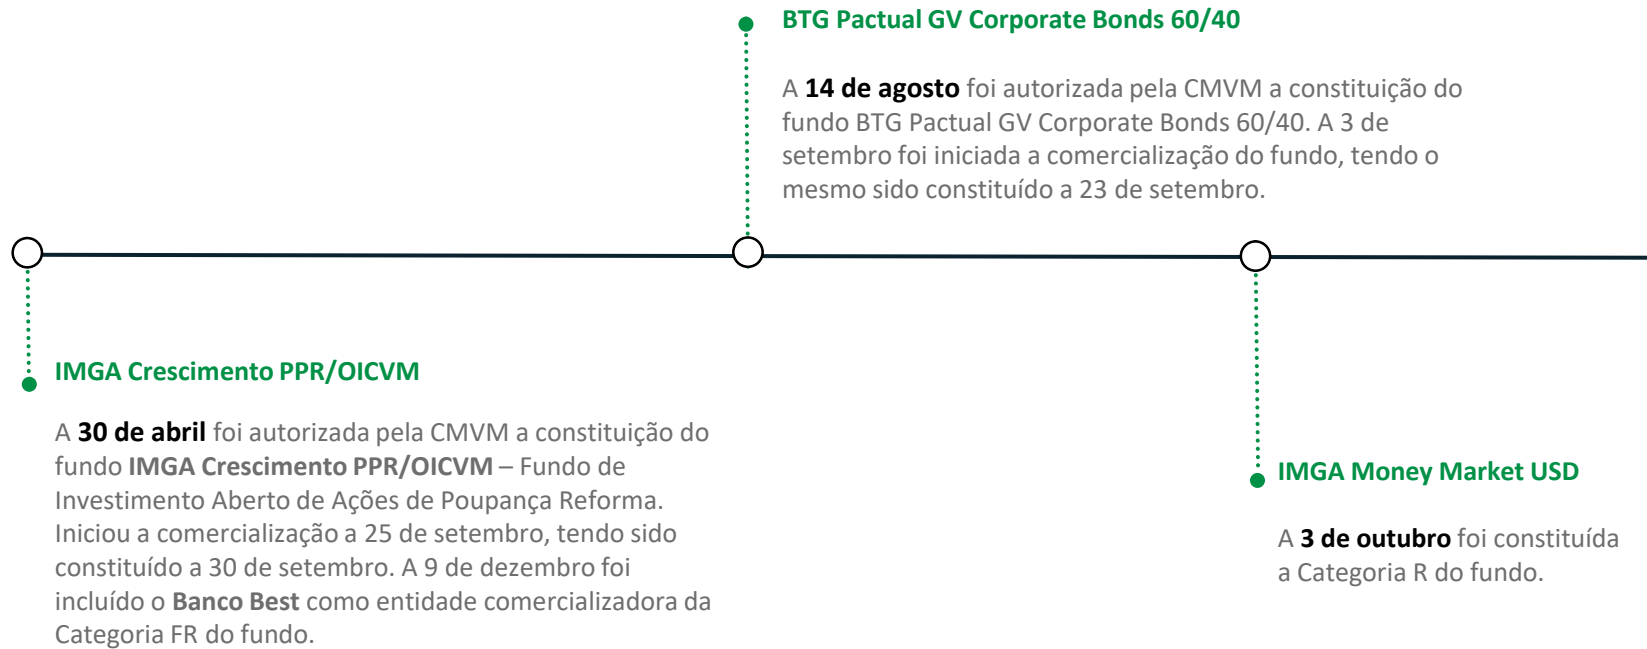 BTG Pactual GV Corporate Bonds 60/40
A 14 de agosto foi autorizada pela CMVM a constituição do
fundo BTG Pactual GV Corporate Bonds 60/40. A 3 de
setembro foi iniciada a comercialização do fundo, tendo o
mesmo sido constituído a 23 de setembro.
IMGA Crescimento PPR/OICVM
A 30 de abril foi autorizada pela CMVM a constituição do
fundo IMGA Crescimento PPR/OICVM – Fundo de
Investimento Aberto de Ações de Poupança Reforma.
Iniciou a comercialização a 25 de setembro, tendo sido
constituído a 30 de setembro. A 9 de dezembro foi
incluído o Banco Best como entidade comercializadora da
Categoria FR do fundo.
IMGA Money Market USD
A 3 de outubro foi constituída
a Categoria R do fundo.